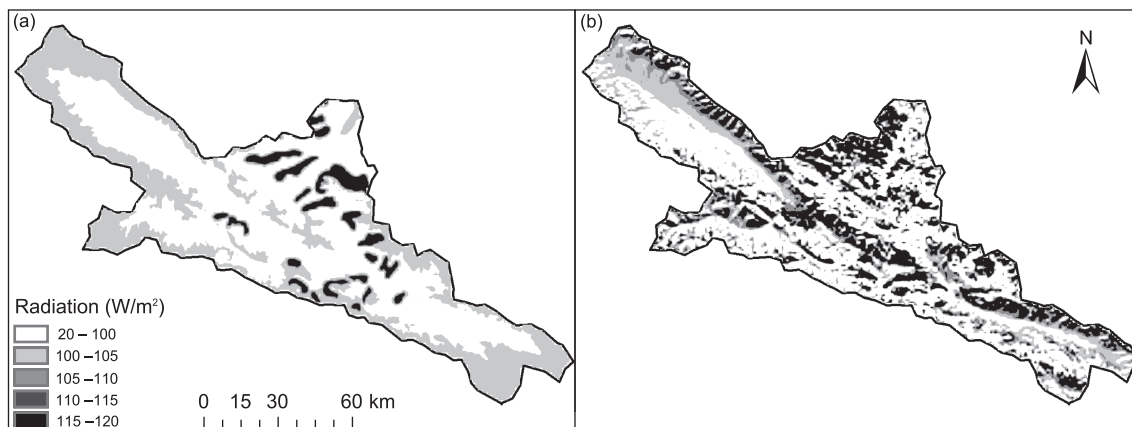 (a)
(b)
N
Radiation (W/m²)
20 – 100
100 –105
105 –110
110 –115
115 –120
0 15 30 60 km